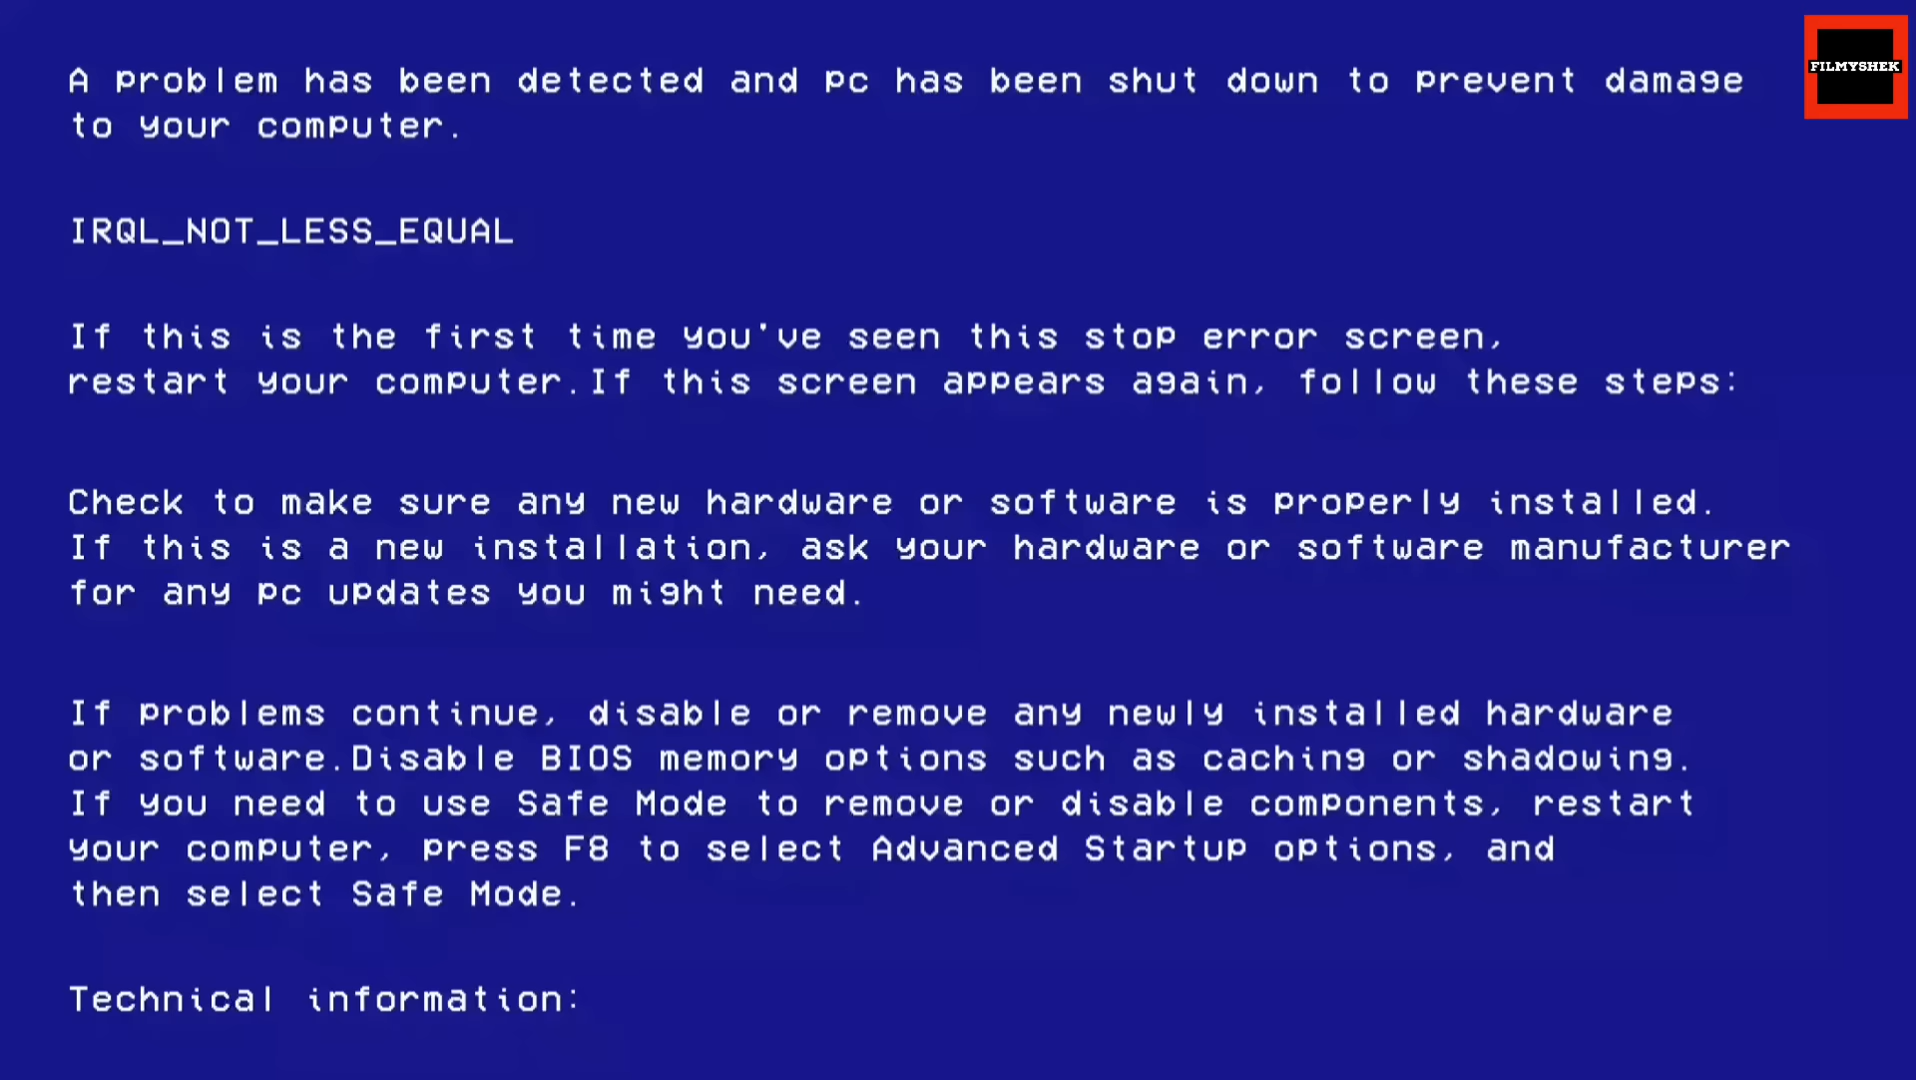 FILMYSHEK
A problem has been detected and pc has been shut down to prevent damage
to your computer.
IRQL_NOT_LESS_EQUAL
If this is the first time you've seen this stop error screen,
restart your computer.If this screen appears again, follow these steps:
Check to make sure any new hardware or software is properly installed.
If this is a new installation, ask your hardware or software manufacturer
for any pc updates you might need.
If problems continue, disable or remove any newly installed hardware
or software.Disable BIOS memory options such as caching or shadowing.
If you need to use Safe Mode to remove or disable components, restart
your computer, press F8 to select Advanced Startup options, and
then select Safe Mode.
Technical information: